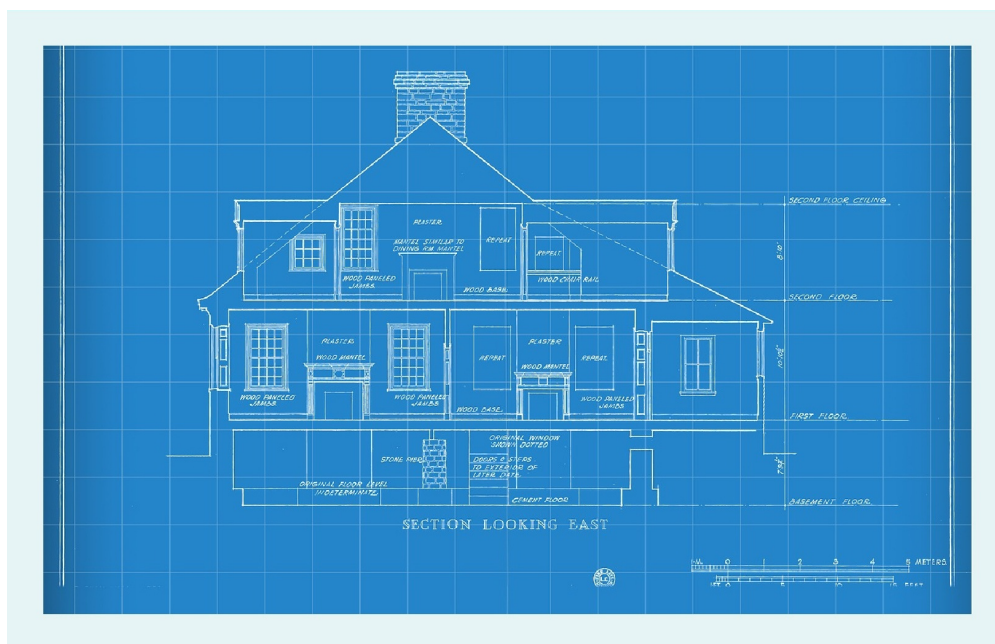 SECOND FLOOR CEILING
PLASTER
MANTEL SIMILAR TO
DINING RM MANTEL
REPEAT
REPEAT
WOOD PANELED
JAMBS
WOOD BASE
WOOD CHAIR RAIL
8'-10"
SECOND FLOOR
PLASTER
WOOD MANTEL
REPEAT
PLASTER
WOOD MANTEL
REPEAT
WOOD PANELED
JAMBS
WOOD PANELED
JAMBS
WOOD BASE
WOOD PANELED
JAMBS
FIRST FLOOR
STONE PIER
ORIGINAL WINDOW
SHOWN DOTTED
DOORS & STEPS
TO EXTERIOR OF
LATER DATE
ORIGINAL FLOOR LEVEL
INDETERMINATE
CEMENT FLOOR
BASEMENT FLOOR
SECTION LOOKING EAST
0 1 2 3 4 5 METERS